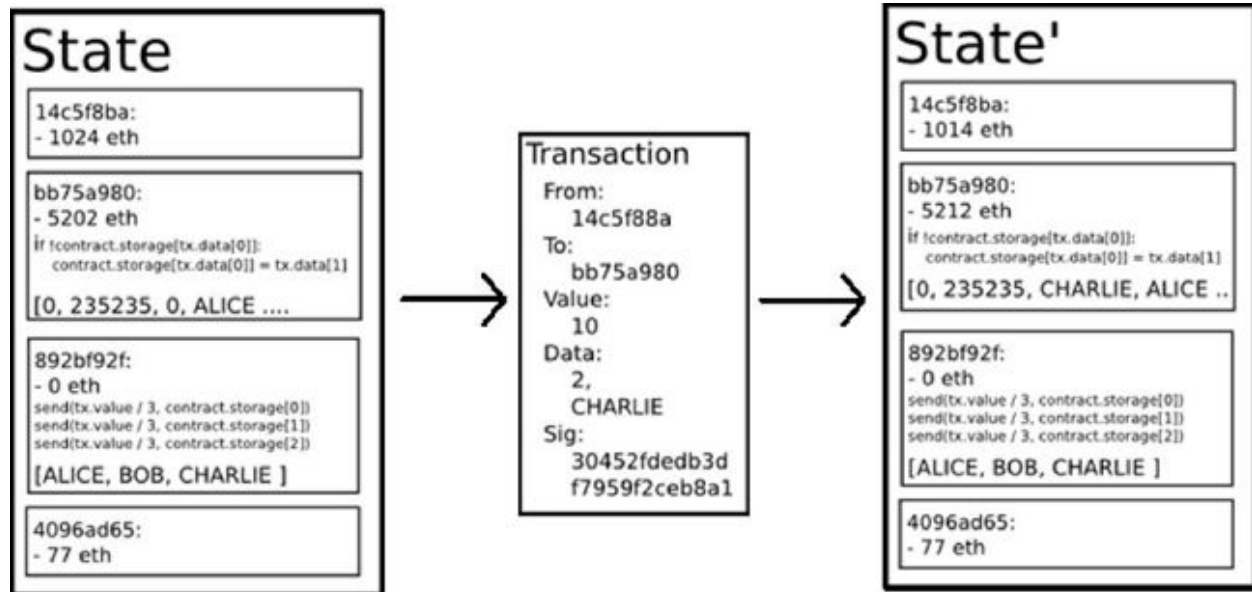 State
14c5f8ba:
- 1024 eth
bb75a980:
- 5202 eth
if !contract.storage[tx.data[0]]:
contract.storage[tx.data[0]] = tx.data[1]
[0, 235235, 0, ALICE ....
892bf92f:
- 0 eth
send(tx.value / 3, contract.storage[0])
send(tx.value / 3, contract.storage[1])
send(tx.value / 3, contract.storage[2])
[ALICE, BOB, CHARLIE ]
4096ad65:
- 77 eth
Transaction
From:
14c5f88a
To:
bb75a980
Value:
10
Data:
2,
CHARLIE
Sig:
30452fdedb3d
f7959f2ceb8a1
State'
14c5f8ba:
- 1014 eth
bb75a980:
- 5212 eth
if !contract.storage[tx.data[0]]:
contract.storage[tx.data[0]] = tx.data[1]
[0, 235235, CHARLIE, ALICE ..
892bf92f:
- 0 eth
send(tx.value / 3, contract.storage[0])
send(tx.value / 3, contract.storage[1])
send(tx.value / 3, contract.storage[2])
[ALICE, BOB, CHARLIE ]
4096ad65:
- 77 eth